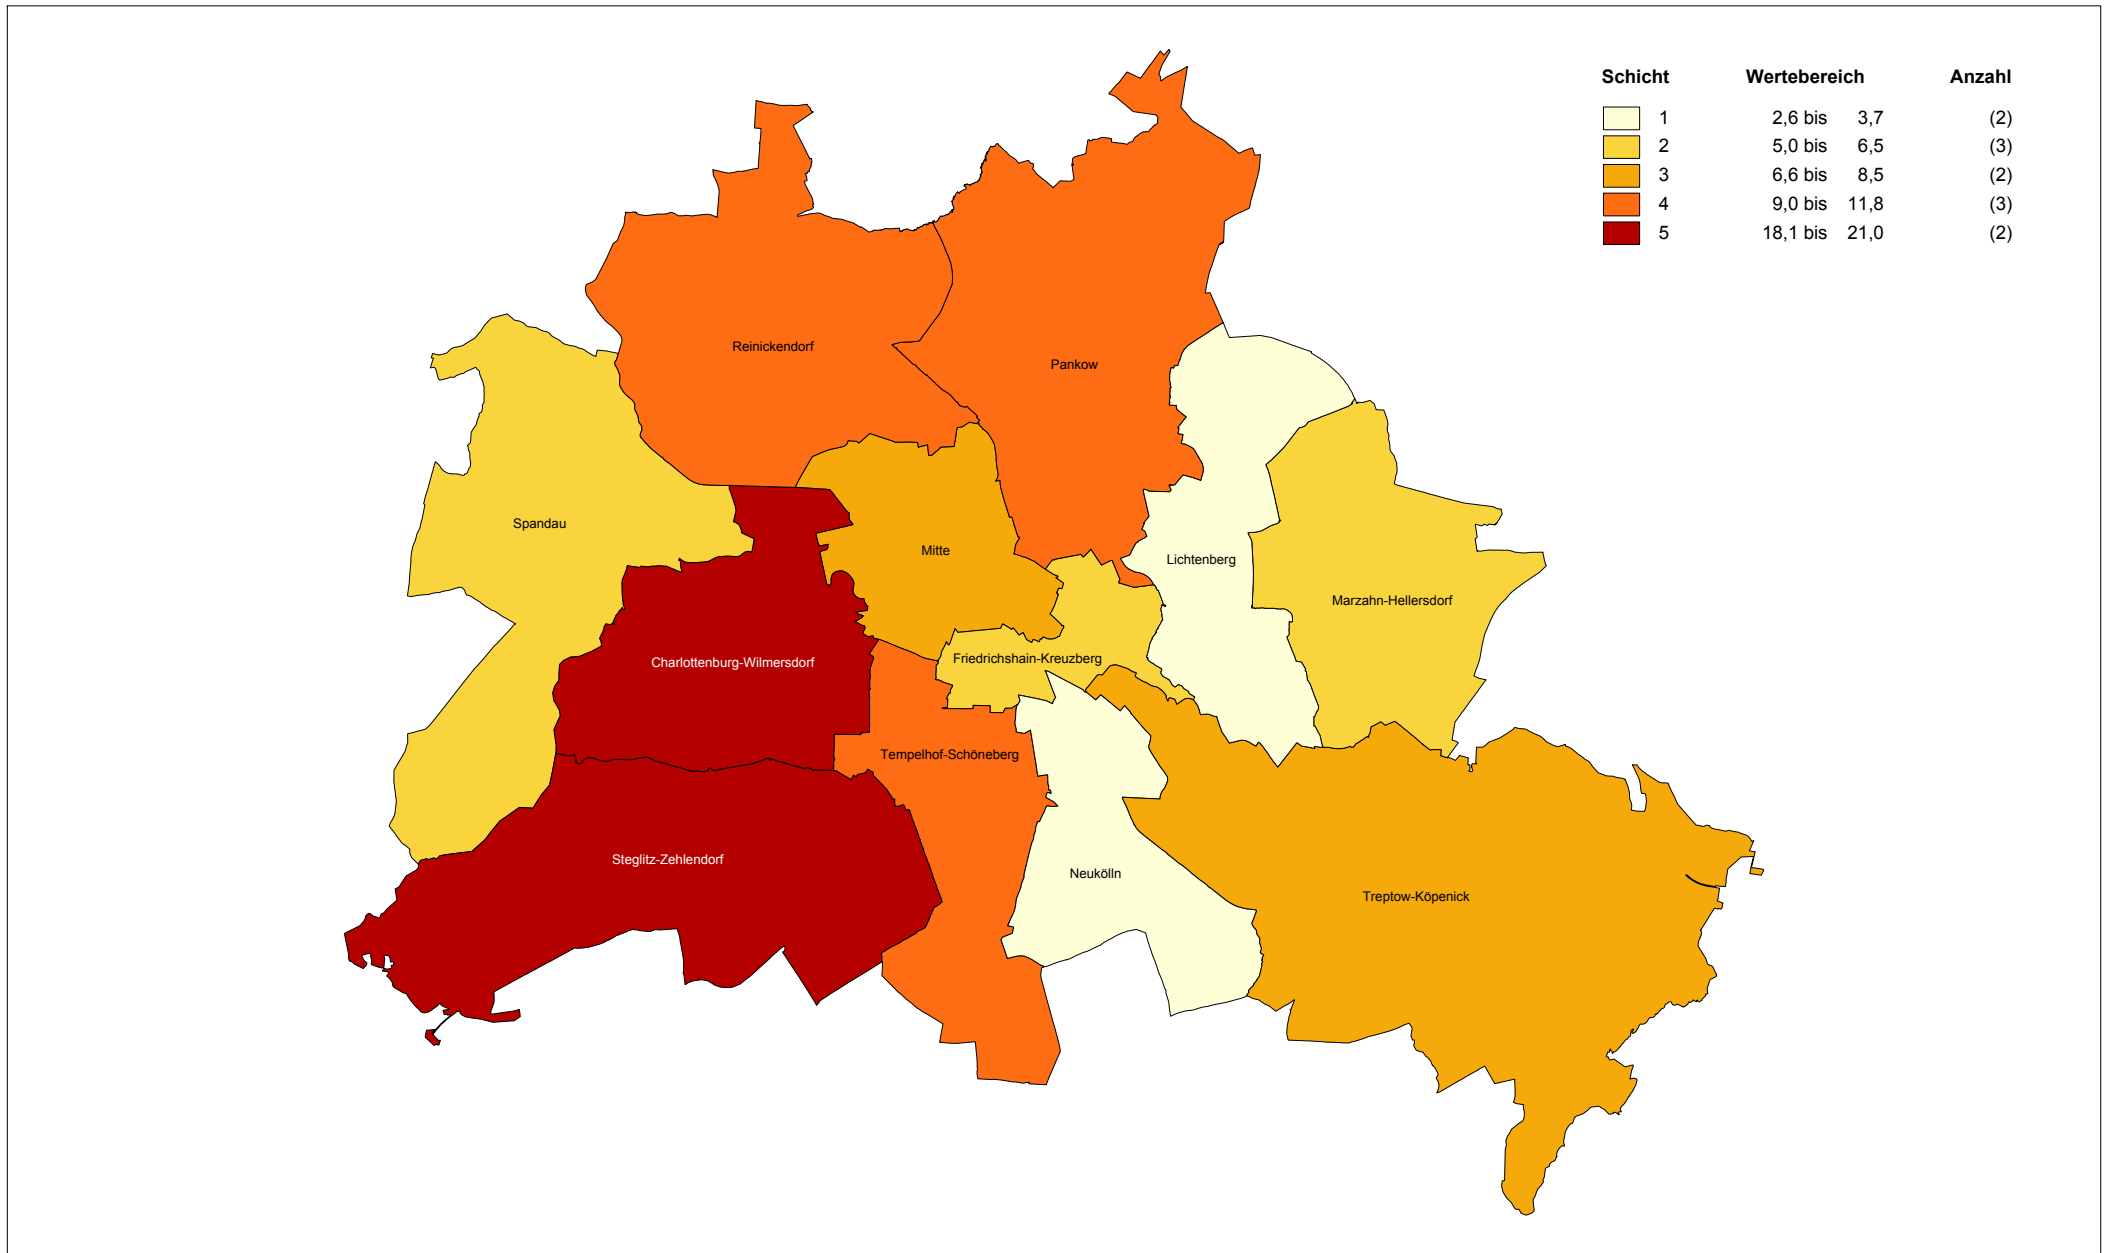 Schicht Wertebereich Anzahl
1 2,6 bis 3,7 (2)
2 5,0 bis 6,5 (3)
3 6,6 bis 8,5 (2)
4 9,0 bis 11,8 (3)
5 18,1 bis 21,0 (2)
Reinickendorf
Pankow
Spandau
Mitte
Lichtenberg
Marzahn-Hellersdorf
Charlottenburg-Wilmersdorf
Friedrichshain-Kreuzberg
Tempelhof-Schöneberg
Steglitz-Zehlendorf
Neukölln
Treptow-Köpenick